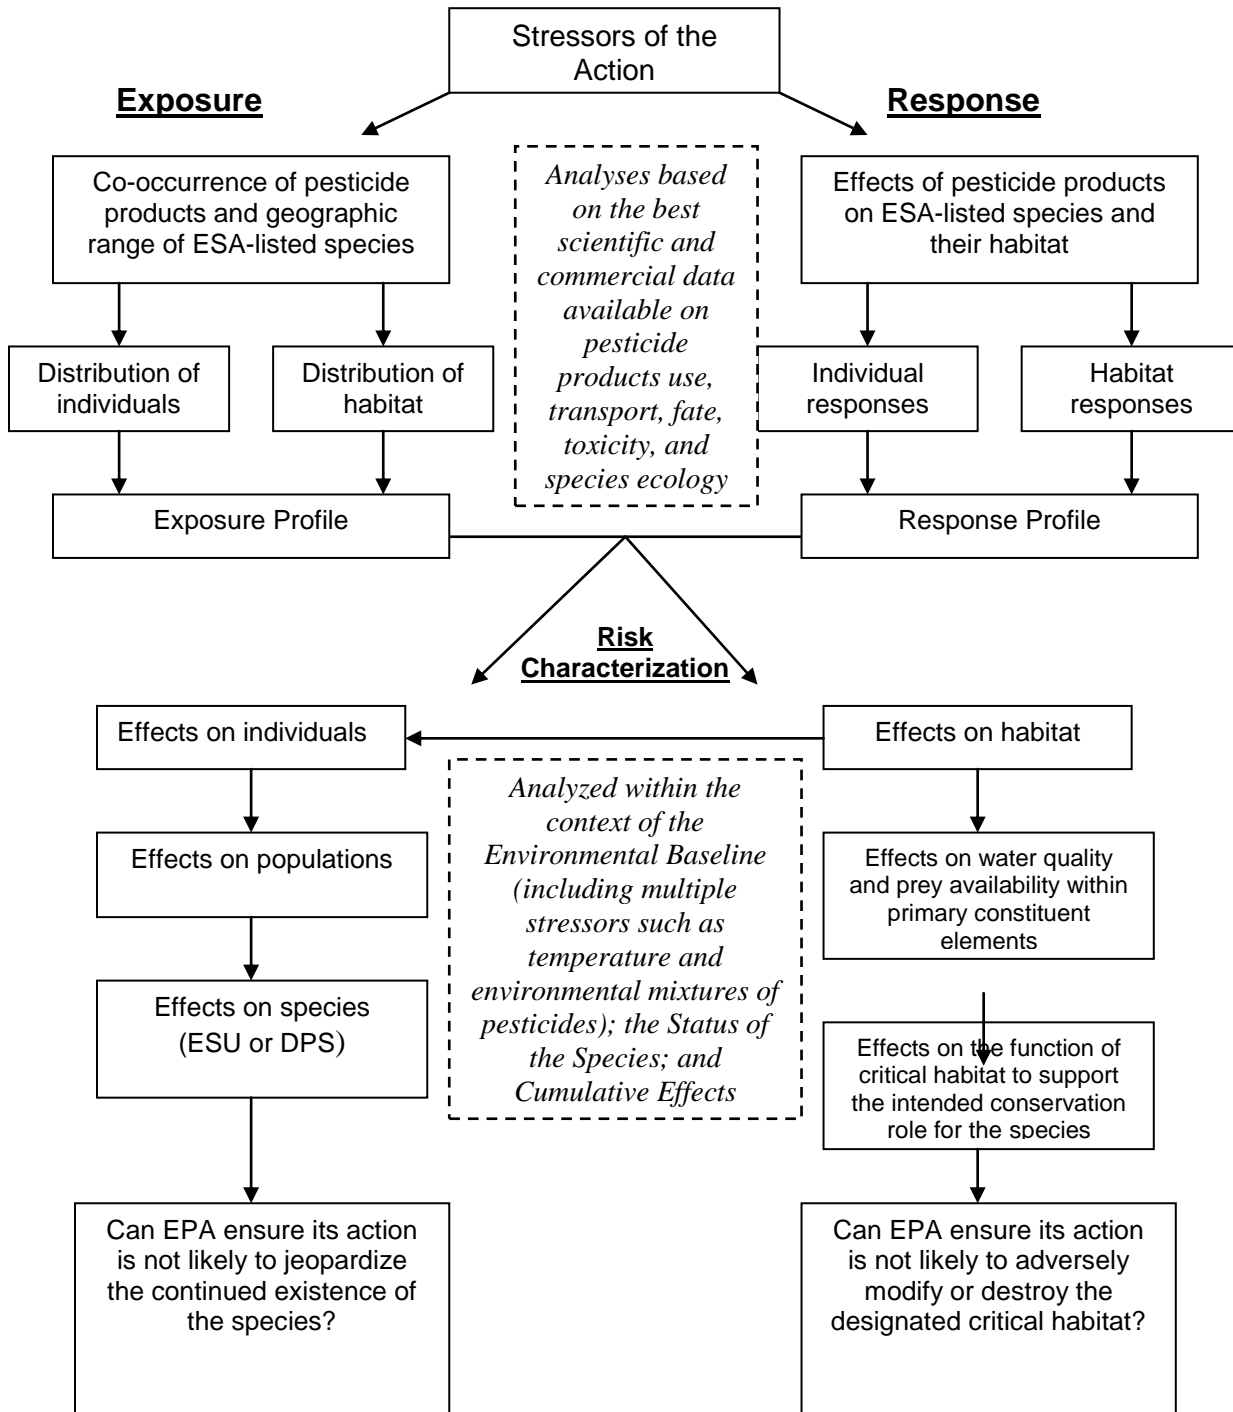 Stressors of the
Action
Exposure
Response
Co-occurrence of pesticide
products and geographic
range of ESA-listed species
Analyses based
on the best
scientific and
commercial data
available on
pesticide
products use,
transport, fate,
toxicity, and
species ecology
Effects of pesticide products
on ESA-listed species and
their habitat
Distribution of
individuals
Distribution of
habitat
Individual
responses
Habitat
responses
Exposure Profile
Response Profile
Risk
Characterization
Effects on individuals
Effects on habitat
Analyzed within the
context of the
Environmental Baseline
(including multiple
stressors such as
temperature and
environmental mixtures of
pesticides); the Status of
the Species; and
Cumulative Effects
Effects on populations
Effects on water quality
and prey availability within
primary constituent
elements
Effects on species
(ESU or DPS)
Effects on the function of
critical habitat to support
the intended conservation
role for the species
Can EPA ensure its action
is not likely to jeopardize
the continued existence of
the species?
Can EPA ensure its action
is not likely to adversely
modify or destroy the
designated critical habitat?